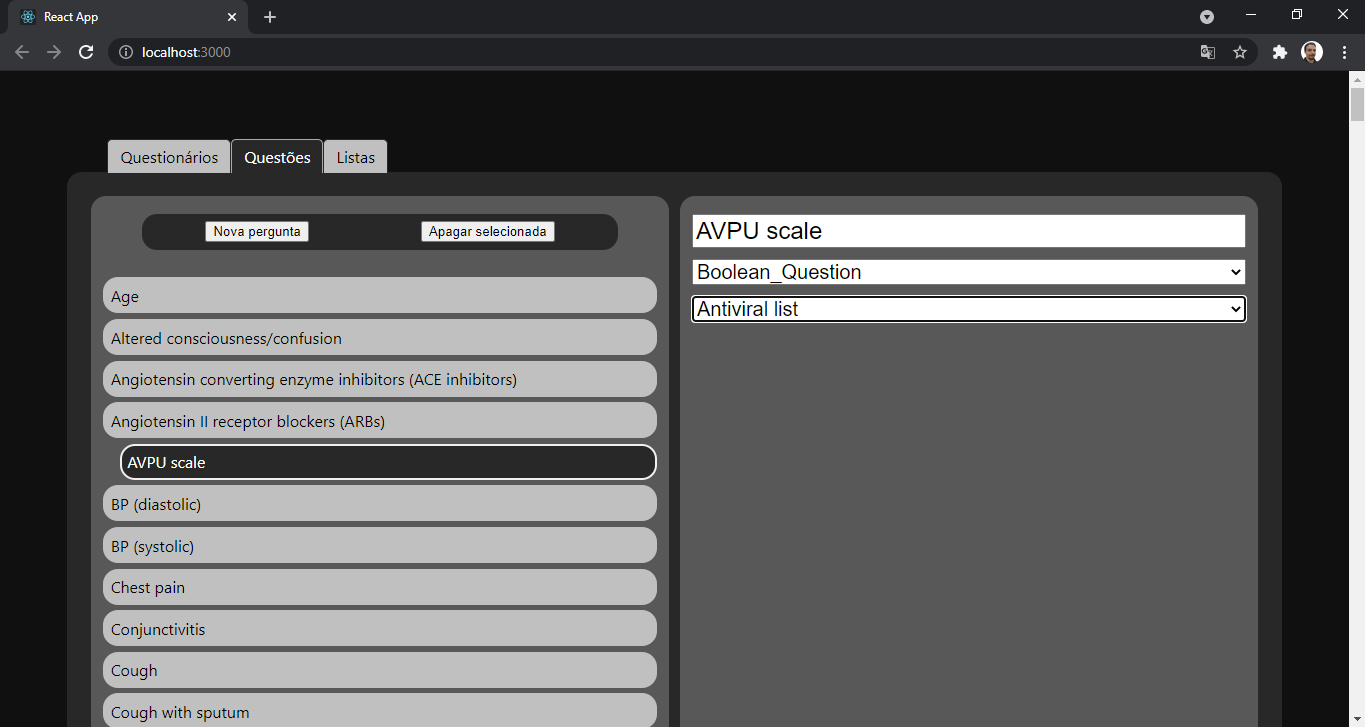 React App
localhost:3000
Questionários
Questões
Listas
Nova pergunta
Apagar selecionada
Age
Altered consciousness/confusion
Angiotensin converting enzyme inhibitors (ACE inhibitors)
Angiotensin II receptor blockers (ARBs)
AVPU scale
BP (diastolic)
BP (systolic)
Chest pain
Conjunctivitis
Cough
Cough with sputum
AVPU scale
Boolean_Question
Antiviral list